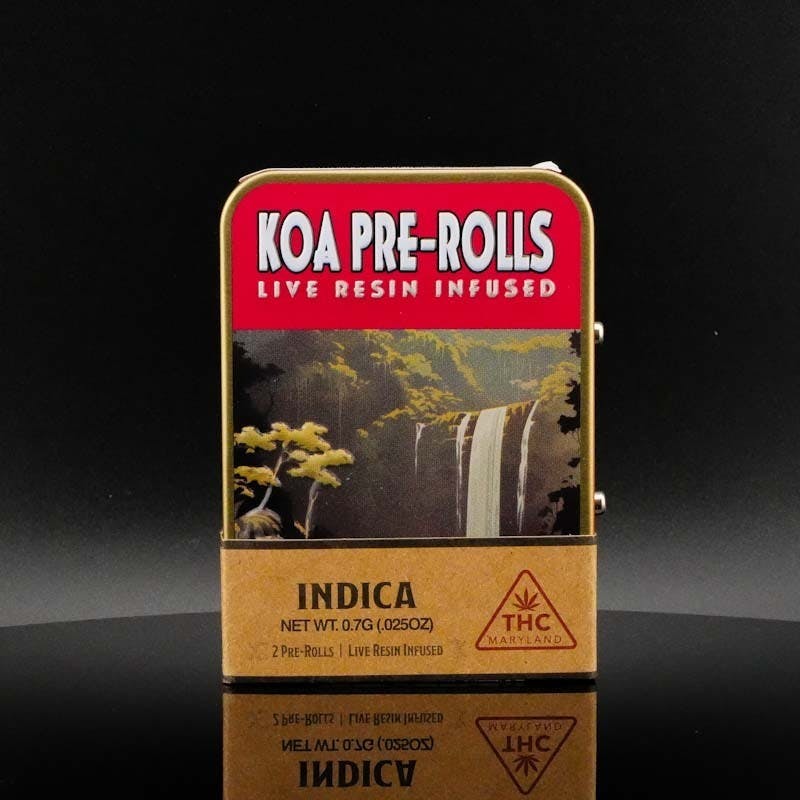 KOA PRE-ROLLS
LIVE RESIN INFUSED
INDICA
NET WT. 0.7G (.025OZ)
2 PRE-ROLLS | LIVE RESIN INFUSED
THC
MARYLAND